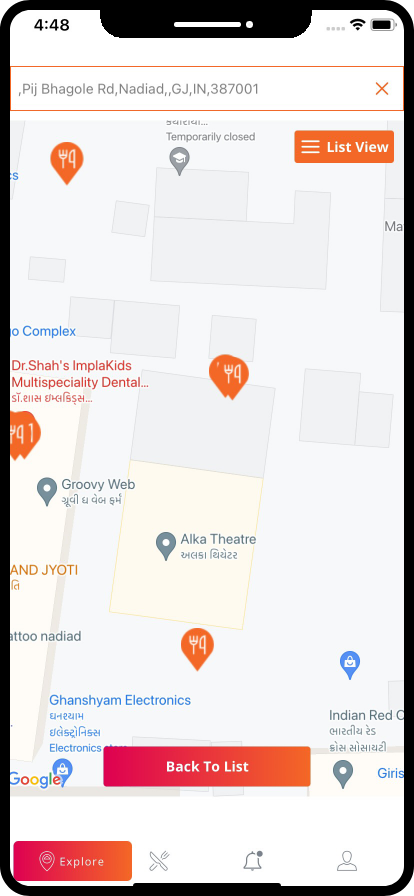 4:48
,Pij Bhagole Rd,Nadiad,,GJ,IN,387001
Temporarily closed
List View
cs
Ma
go Complex
Dr.Shah's ImplaKids
Multispeciality Dental...
ડૉ.શાસ ઇમ્લકિડ્સ...
Groovy Web
ગ્રૂવી ધ વેબ ફર્મ
Alka Theatre
અલકા થિયેટર
AND JYOTI
તિ
attoo nadiad
Ghanshyam Electronics
ઘનશ્યામ
ઇલેક્ટ્રોનિક્સ
Electronics store
Indian Red C
ભારતીય રેડ
ક્રોસ સોસાયટી
Back To List
Google
Giris
Explore